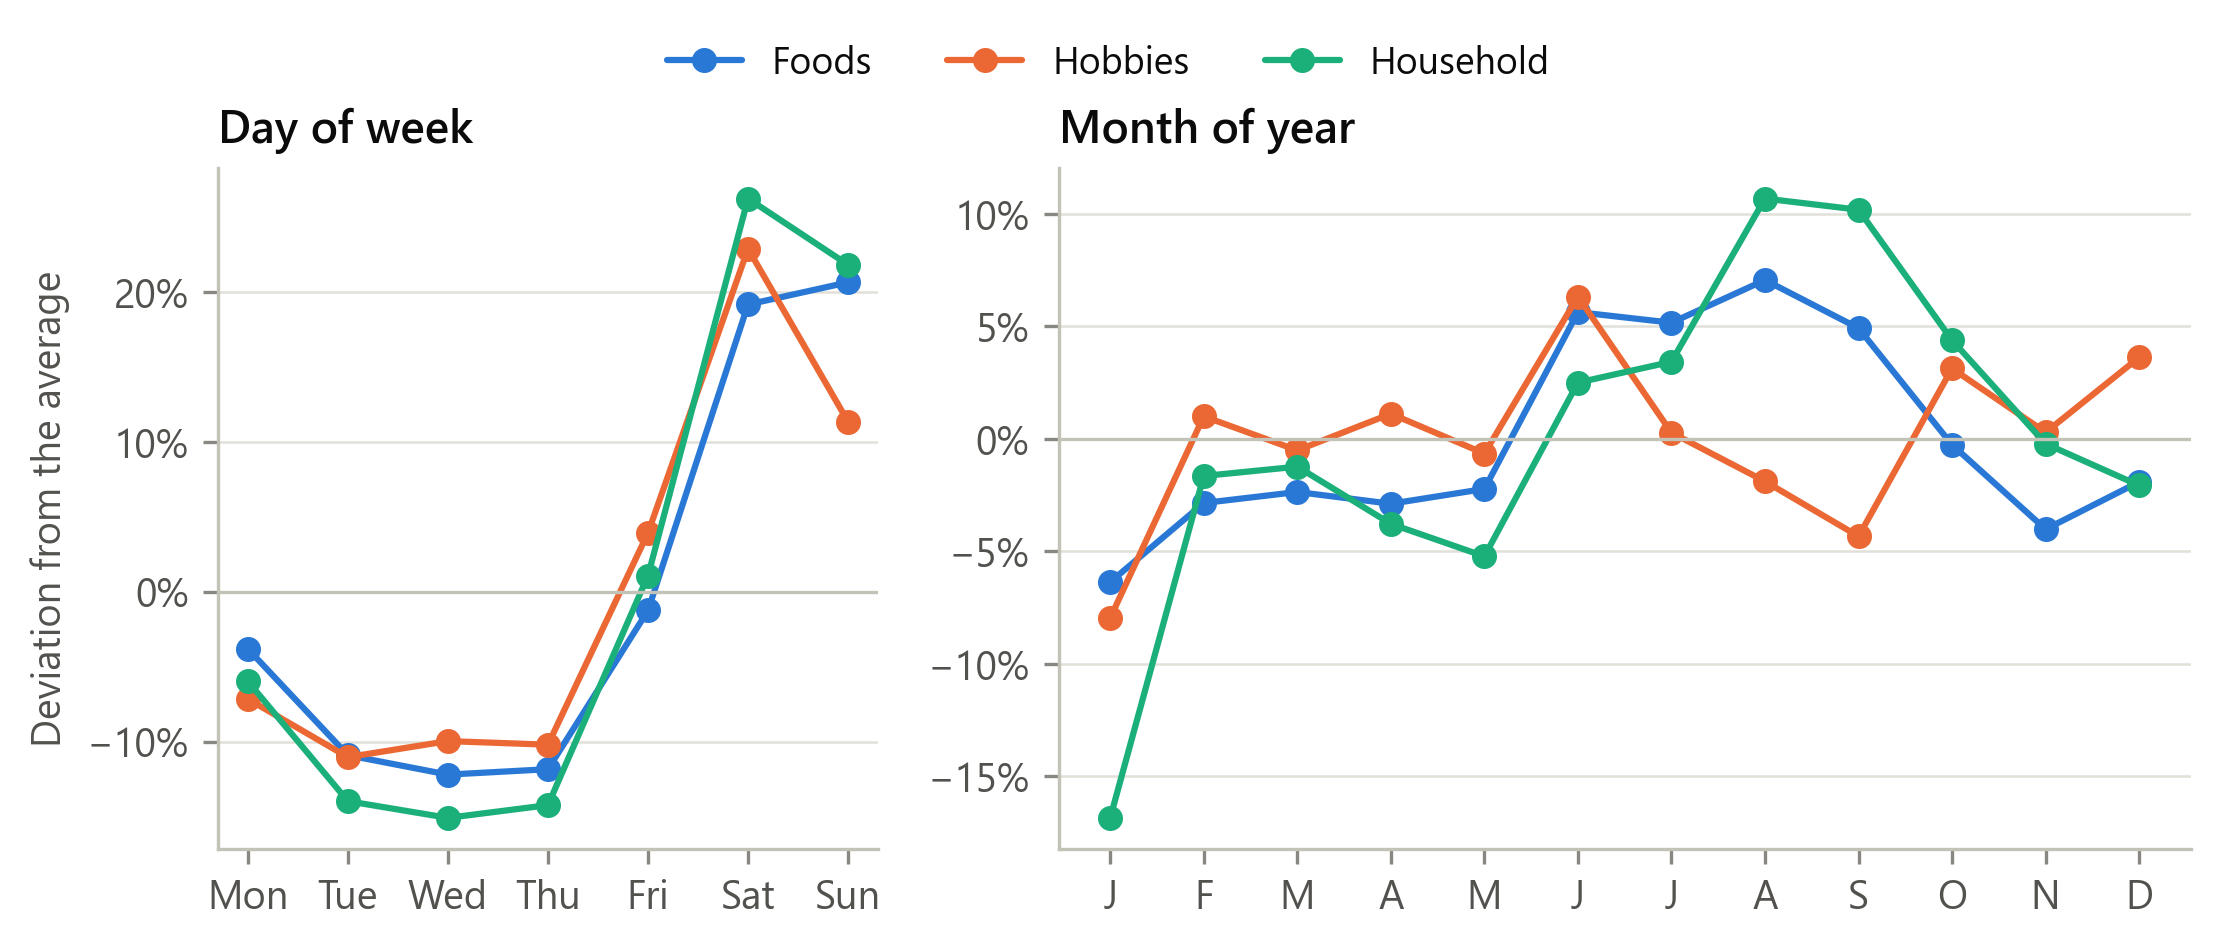 Foods Hobbies Household
Day of week
Month of year
Deviation from the average
20%
10%
0%
−10%
Mon Tue Wed Thu Fri Sat Sun
10%
5%
0%
−5%
−10%
−15%
J F M A M J J A S O N D